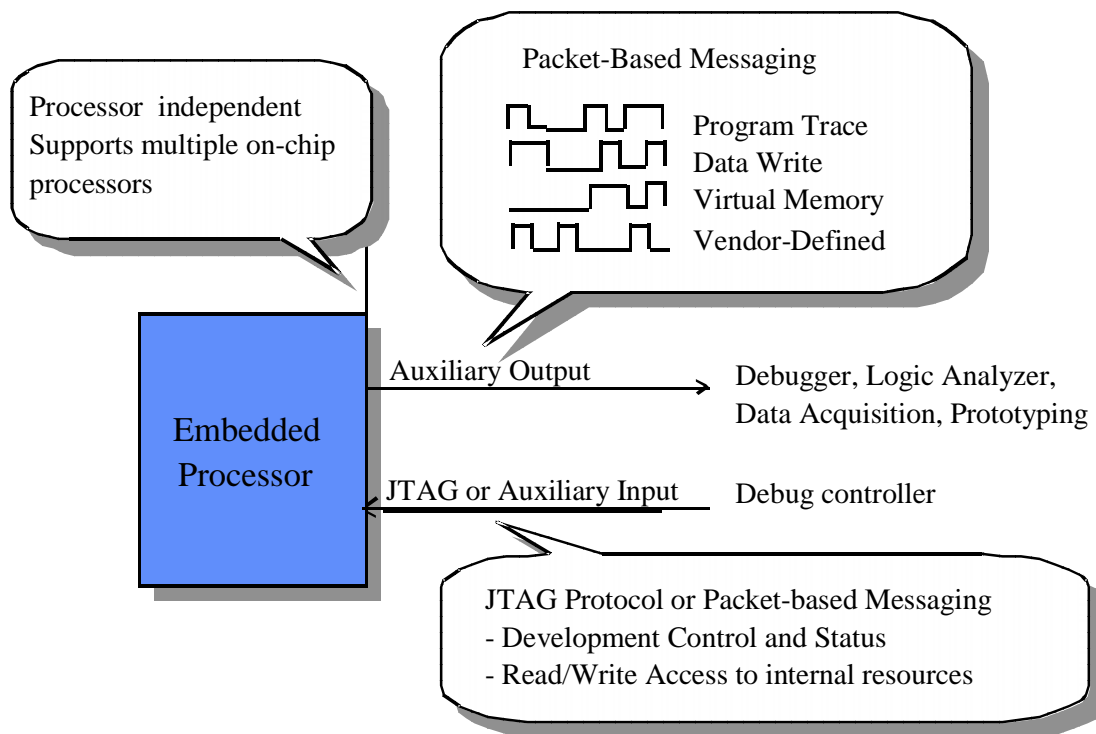 Processor independent
Supports multiple on-chip
processors
Packet-Based Messaging
Program Trace
Data Write
Virtual Memory
Vendor-Defined
Embedded
Processor
Auxiliary Output
Debugger, Logic Analyzer,
Data Acquisition, Prototyping
JTAG or Auxiliary Input
Debug controller
JTAG Protocol or Packet-based Messaging
- Development Control and Status
- Read/Write Access to internal resources